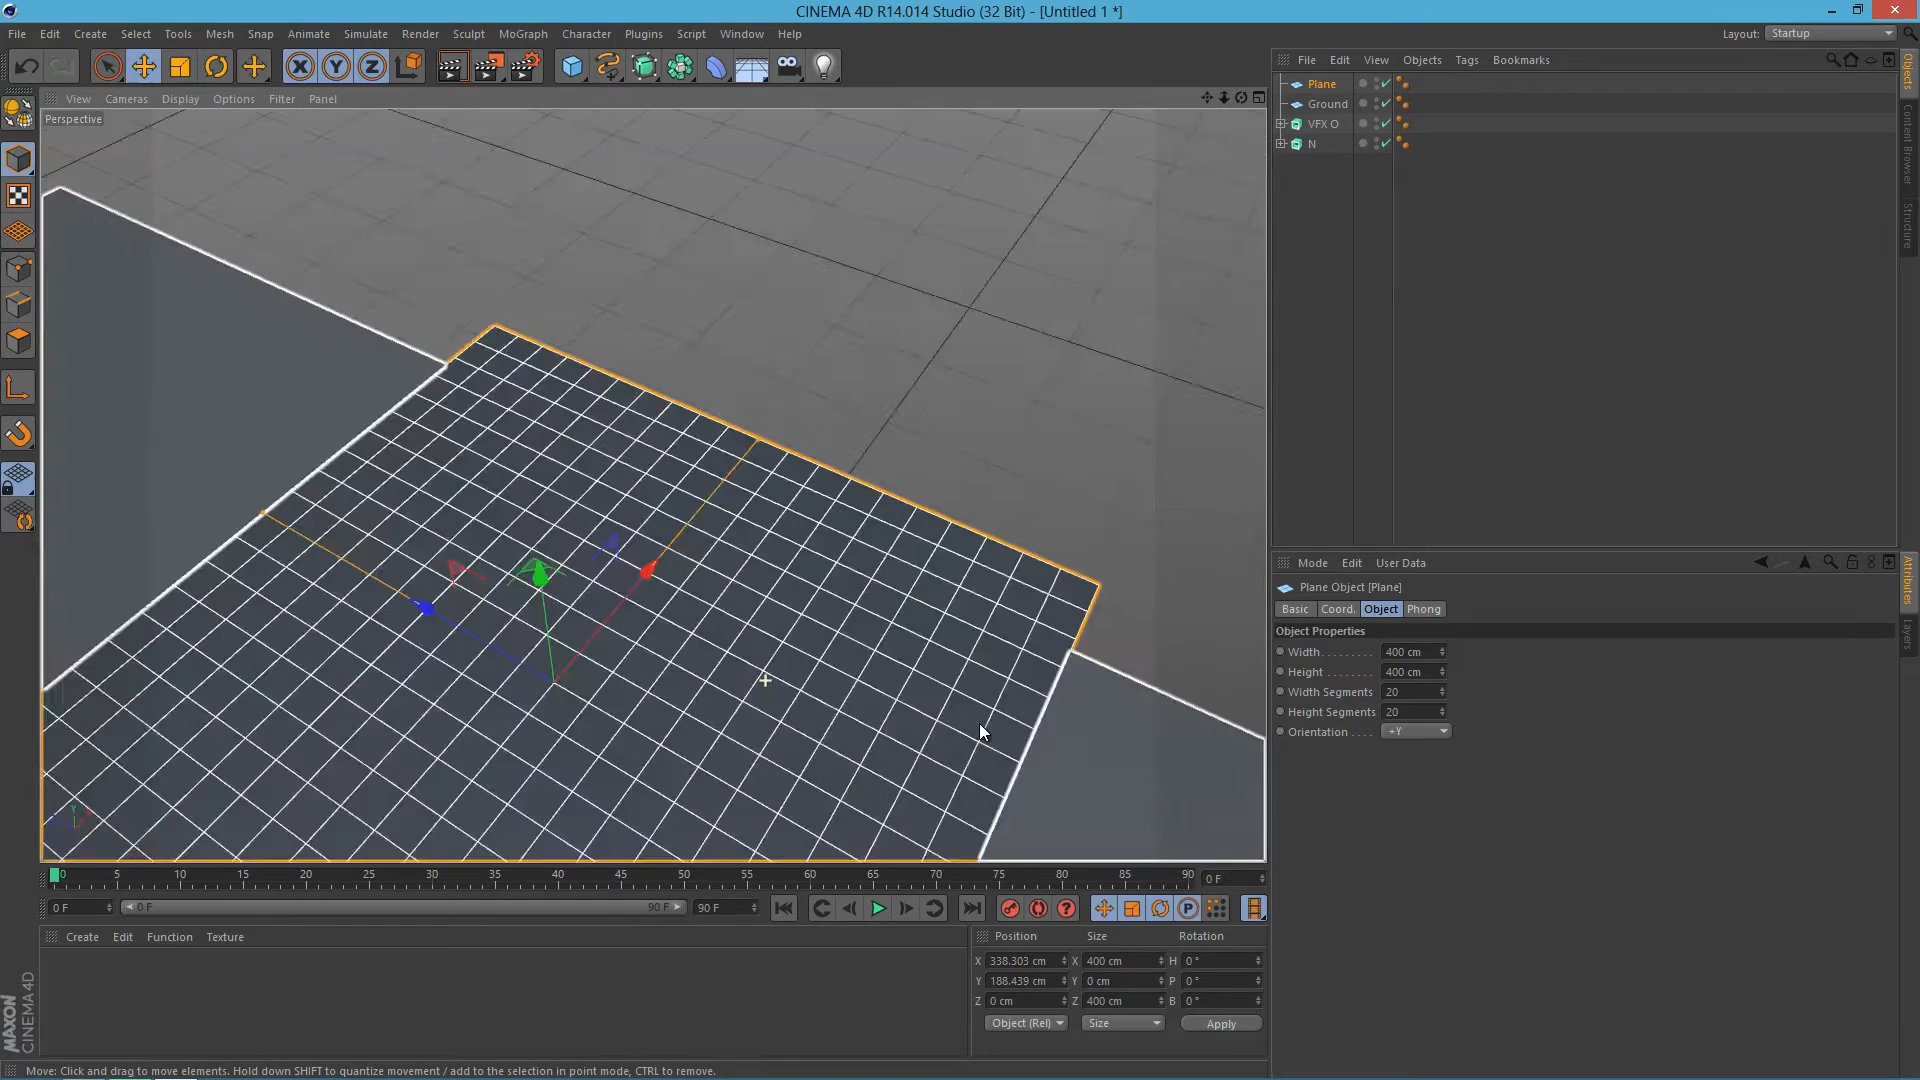 CINEMA 4D R14.014 Studio (32 Bit) - [Untitled 1 *]
File Edit Create Select Tools Mesh Snap Animate Simulate Render Sculpt MoGraph Character Plugins Script Window Help
Layout: Startup
View Cameras Display Options Filter Panel
Perspective
File Edit View Objects Tags Bookmarks
Plane
Ground
VFX O
N
Objects
Content Browser
Structure
Mode Edit User Data
Plane Object [Plane]
Basic Coord. Object Phong
Object Properties
Width . . . . . . . . 400 cm
Height . . . . . . . 400 cm
Width Segments 20
Height Segments 20
Orientation . . . . +Y
Attributes
Layers
Y
0 5 10 15 20 25 30 35 40 45 50 55 60 65 70 75 80 85 90
0 F
0 F 0 F 90 F 90 F
P
Create Edit Function Texture
Position Size Rotation
X 338.303 cm X 400 cm H 0 °
Y 188.439 cm Y 0 cm P 0 °
Z 0 cm Z 400 cm B 0 °
Object (Rel) Size Apply
MAXON
CINEMA 4D
Move: Click and drag to move elements. Hold down SHIFT to quantize movement / add to the selection in point mode, CTRL to remove.